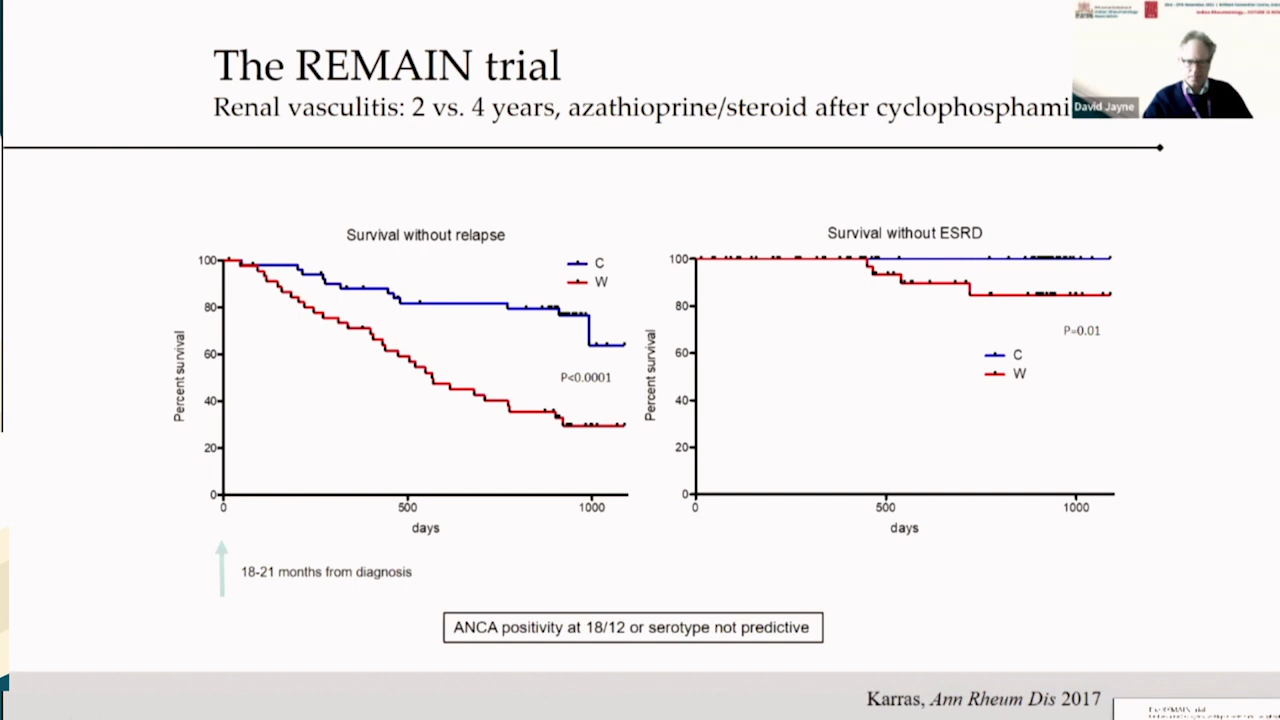 The REMAIN trial
Renal vasculitis: 2 vs. 4 years, azathioprine/steroid after cyclophosphami
David Jayne
Survival without relapse
C
W
100
80
60
40
20
0
Percent survival
P<0.0001
0
500
1000
days
18-21 months from diagnosis
Survival without ESRD
100
80
60
40
20
0
Percent survival
P=0.01
C
W
0
500
1000
days
ANCA positivity at 18/12 or serotype not predictive
Karras, Ann Rheum Dis 2017